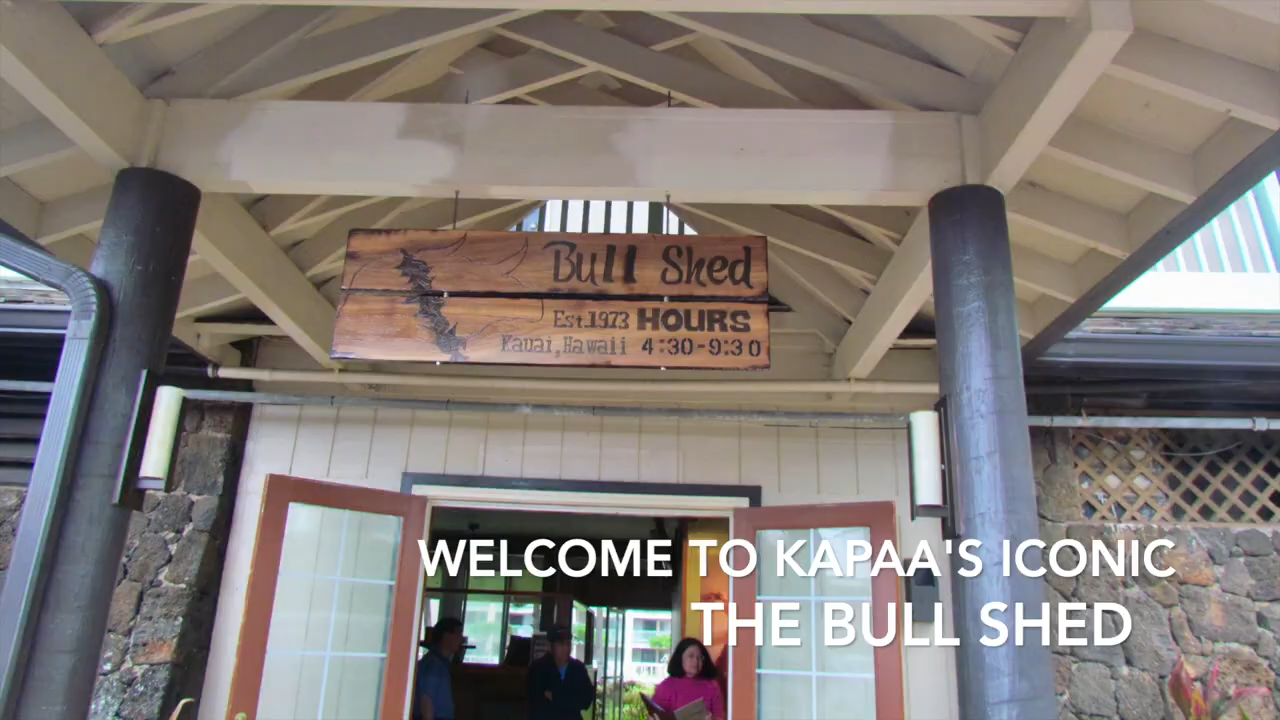 Bull Shed
Est.1973 HOURS
Kauai,Hawaii 4:30-9:30
WELCOME TO KAPAA'S ICONIC
THE BULL SHED